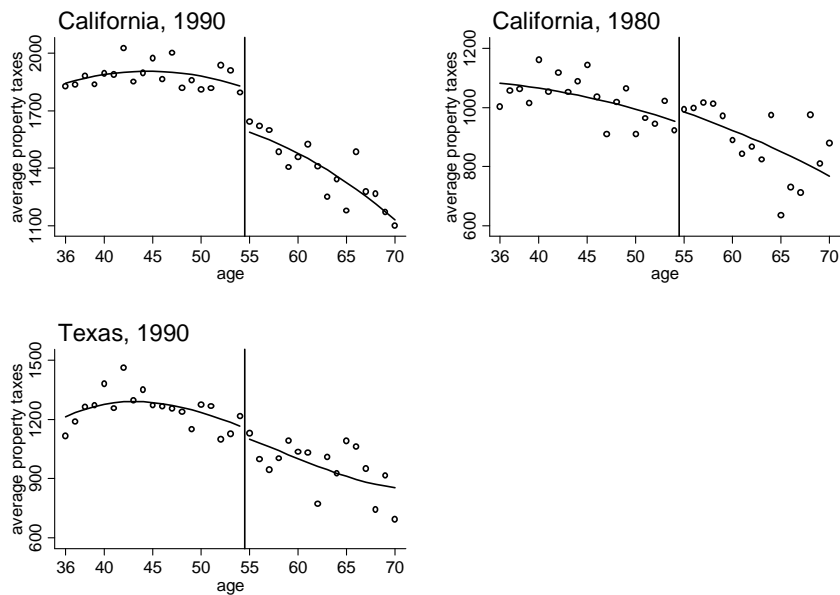 California, 1990
average property taxes
2000
1700
1400
1100
36 40 45 50 55 60 65 70
age
California, 1980
average property taxes
1200
1000
800
600
36 40 45 50 55 60 65 70
age
Texas, 1990
average property taxes
1500
1200
900
600
36 40 45 50 55 60 65 70
age